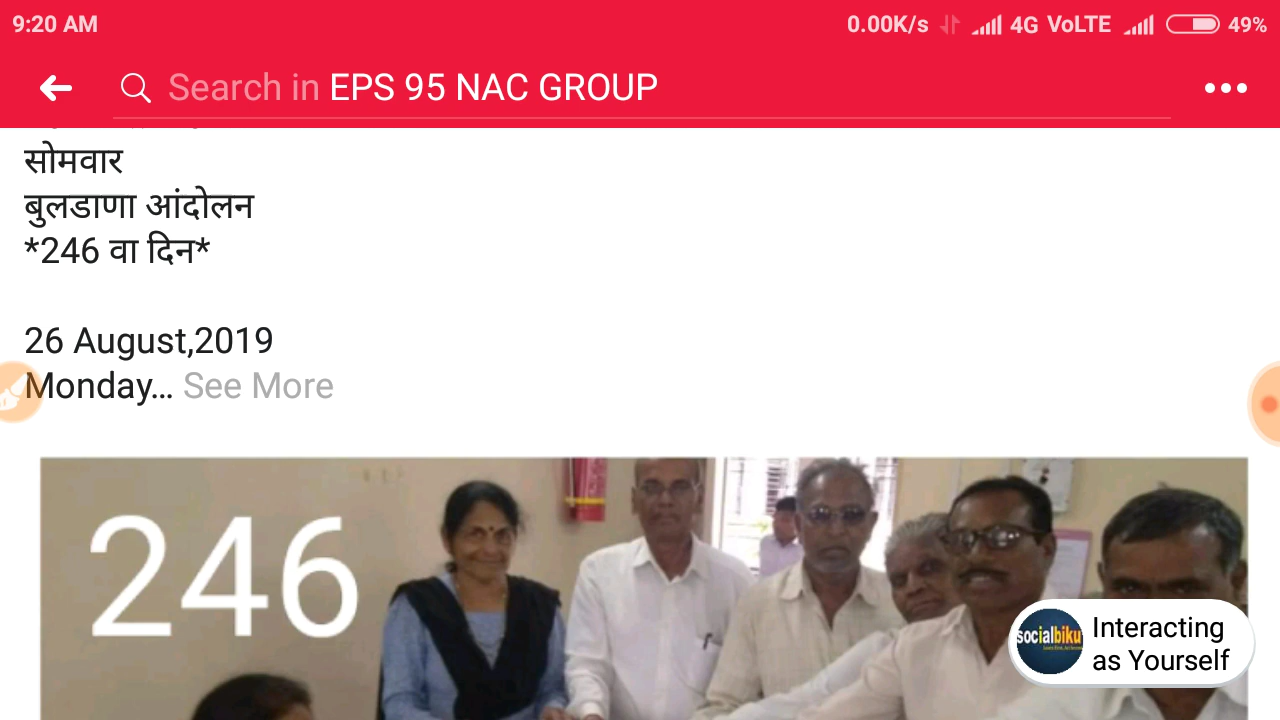 9:20 AM 0.00K/s 4G VoLTE 49%
Search in EPS 95 NAC GROUP
सोमवार
बुलडाणा आंदोलन
*246 वा दिन*
26 August,2019
Monday... See More
246
socialbiku
Interacting
as Yourself